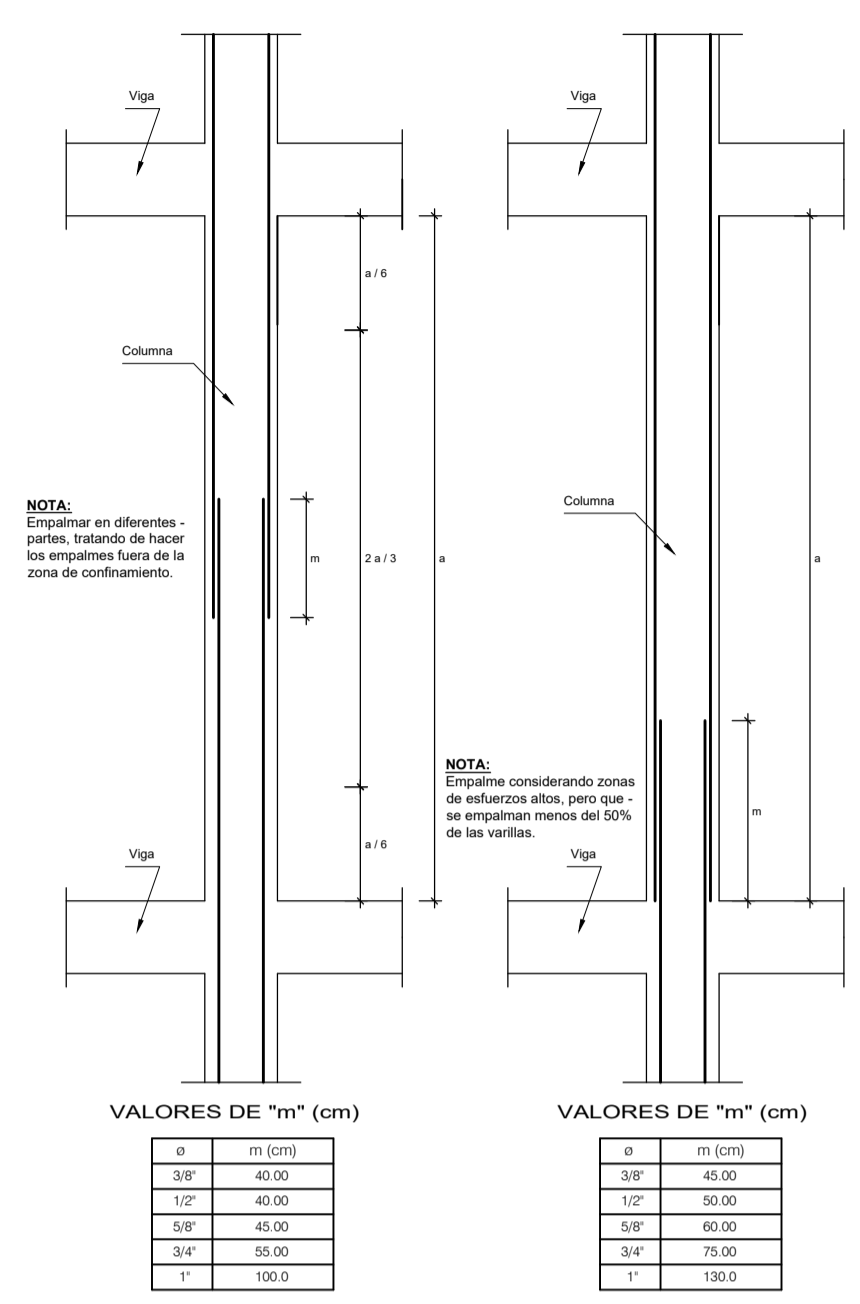 Viga
a / 6
Columna
NOTA:
Empalmar en diferentes -
partes, tratando de hacer
los empalmes fuera de la
zona de confinamiento.
m
2 a / 3
a
a / 6
Viga
VALORES DE "m" (cm)
ø m (cm)
3/8" 40.00
1/2" 40.00
5/8" 45.00
3/4" 55.00
1" 100.0
Viga
Columna
a
NOTA:
Empalme considerando zonas
de esfuerzos altos, pero que -
se empalman menos del 50%
de las varillas.
m
Viga
VALORES DE "m" (cm)
ø m (cm)
3/8" 45.00
1/2" 50.00
5/8" 60.00
3/4" 75.00
1" 130.0